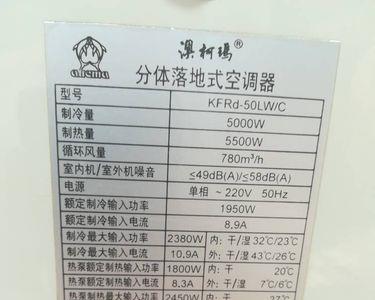 aucma 澳柯玛®
分体落地式空调器
型号 KFRd-50LW/C
制冷量 5000W
制热量 5500W
循环风量 780m³/h
室内机/室外机噪音 ≤49dB(A)/≤58dB(A)
电源 单相 ~ 220V 50Hz
额定制冷输入功率 1950W
额定制冷输入电流 8.9A
制冷最大输入功率 2380W 内: 干/湿 32℃/23℃
制冷最大输入电流 10.9A 外: 干/湿 43℃/26℃
热泵额定制热输入功率 1800W 内: 干 20℃
热泵额定制热输入电流 8.3A 外: 干/湿 7℃/6℃
热泵最大输入功率 2450W 内: 干 27℃